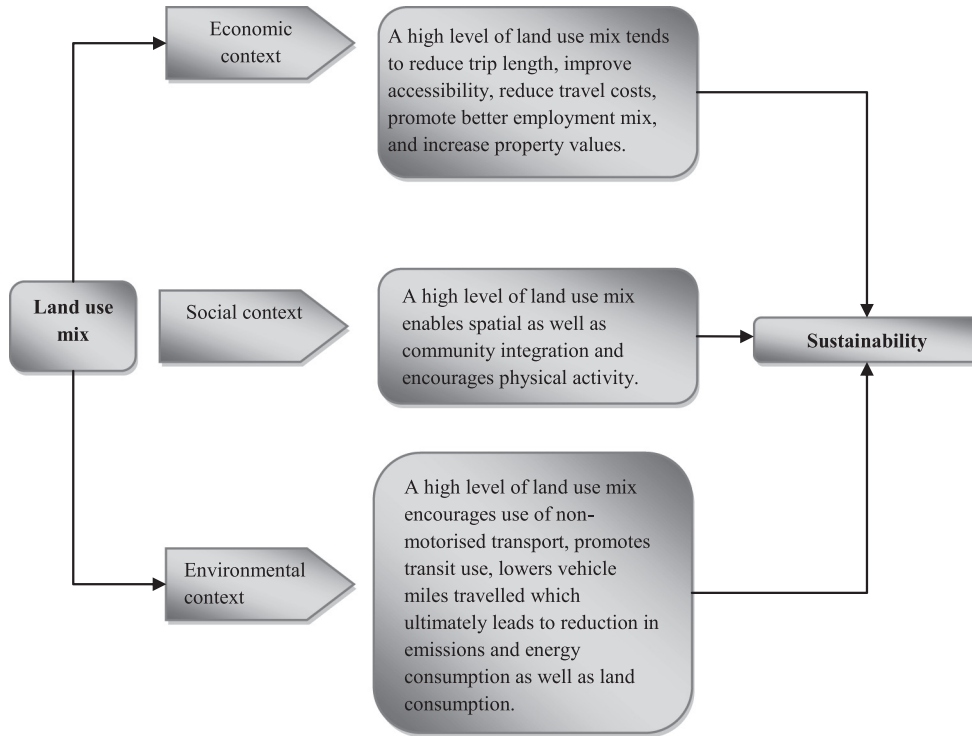 Economic
context
A high level of land use mix tends
to reduce trip length, improve
accessibility, reduce travel costs,
promote better employment mix,
and increase property values.
Land use
mix
Social context
A high level of land use mix
enables spatial as well as
community integration and
encourages physical activity.
Sustainability
Environmental
context
A high level of land use mix
encourages use of non-
motorised transport, promotes
transit use, lowers vehicle
miles travelled which
ultimately leads to reduction in
emissions and energy
consumption as well as land
consumption.